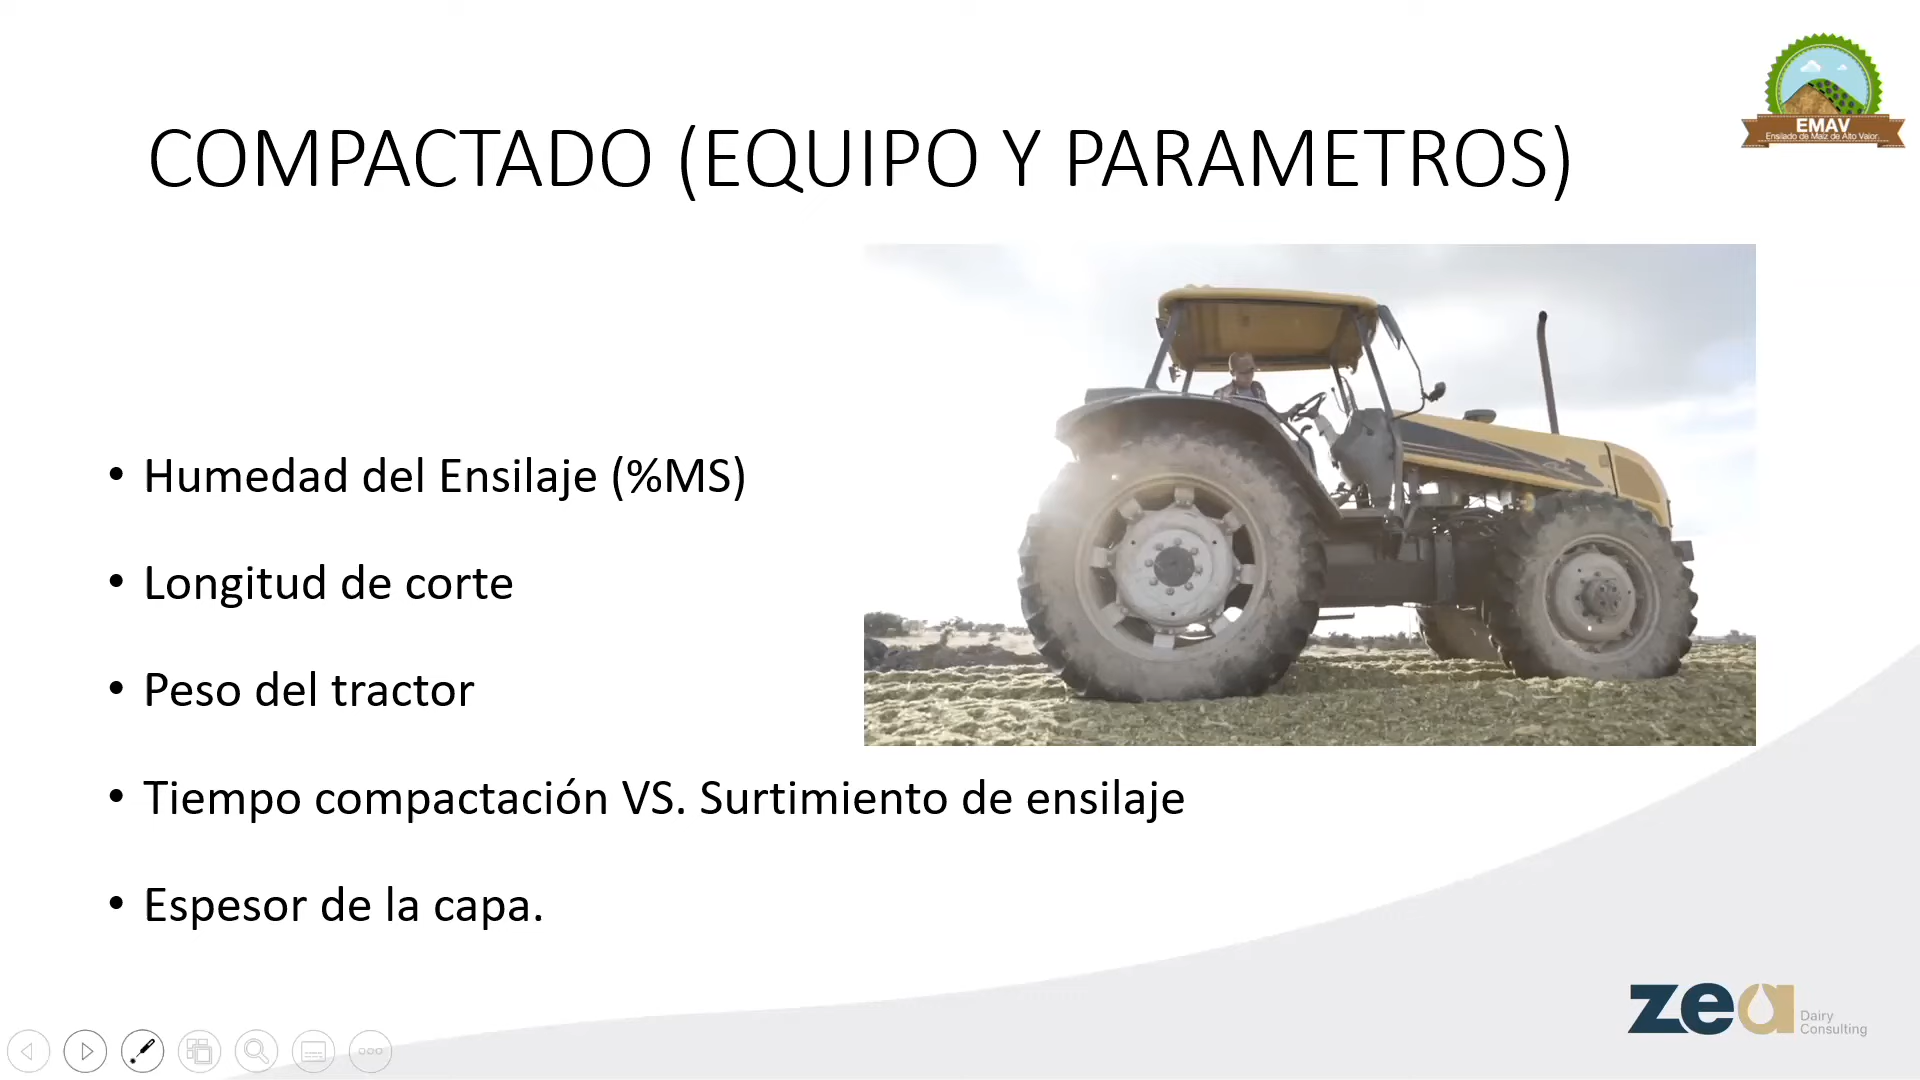 EMAV
Ensilado de Maíz de Alto Valor.
COMPACTADO (EQUIPO Y PARAMETROS)
• Humedad del Ensilaje (%MS)
• Longitud de corte
• Peso del tractor
• Tiempo compactación VS. Surtimiento de ensilaje
• Espesor de la capa.
zea
Dairy
Consulting